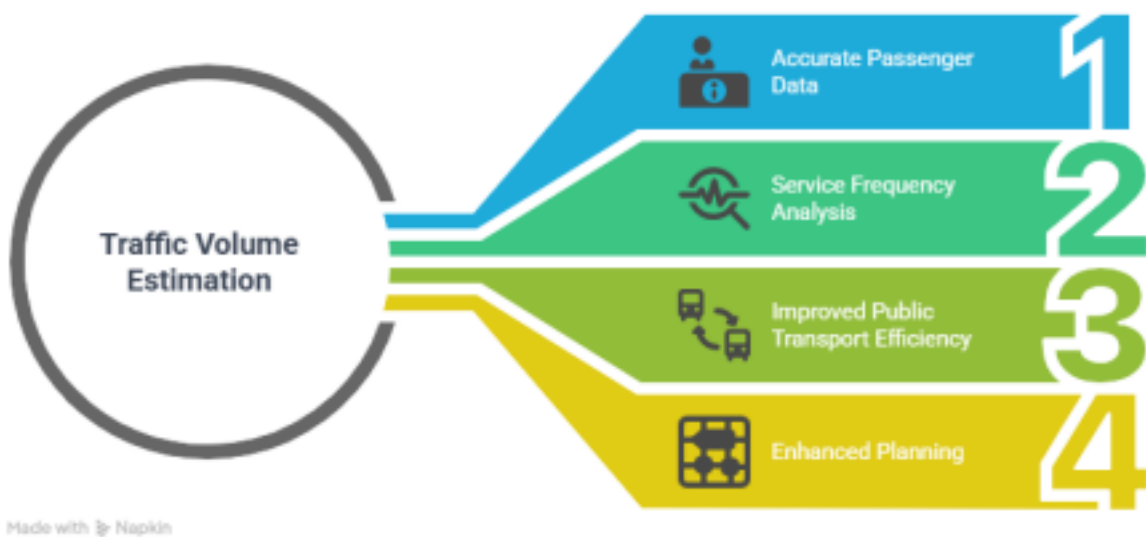 Traffic Volume
Estimation
Accurate Passenger
Data
1
Service Frequency
Analysis
2
Improved Public
Transport Efficiency
3
Enhanced Planning
4
Made with Napkin